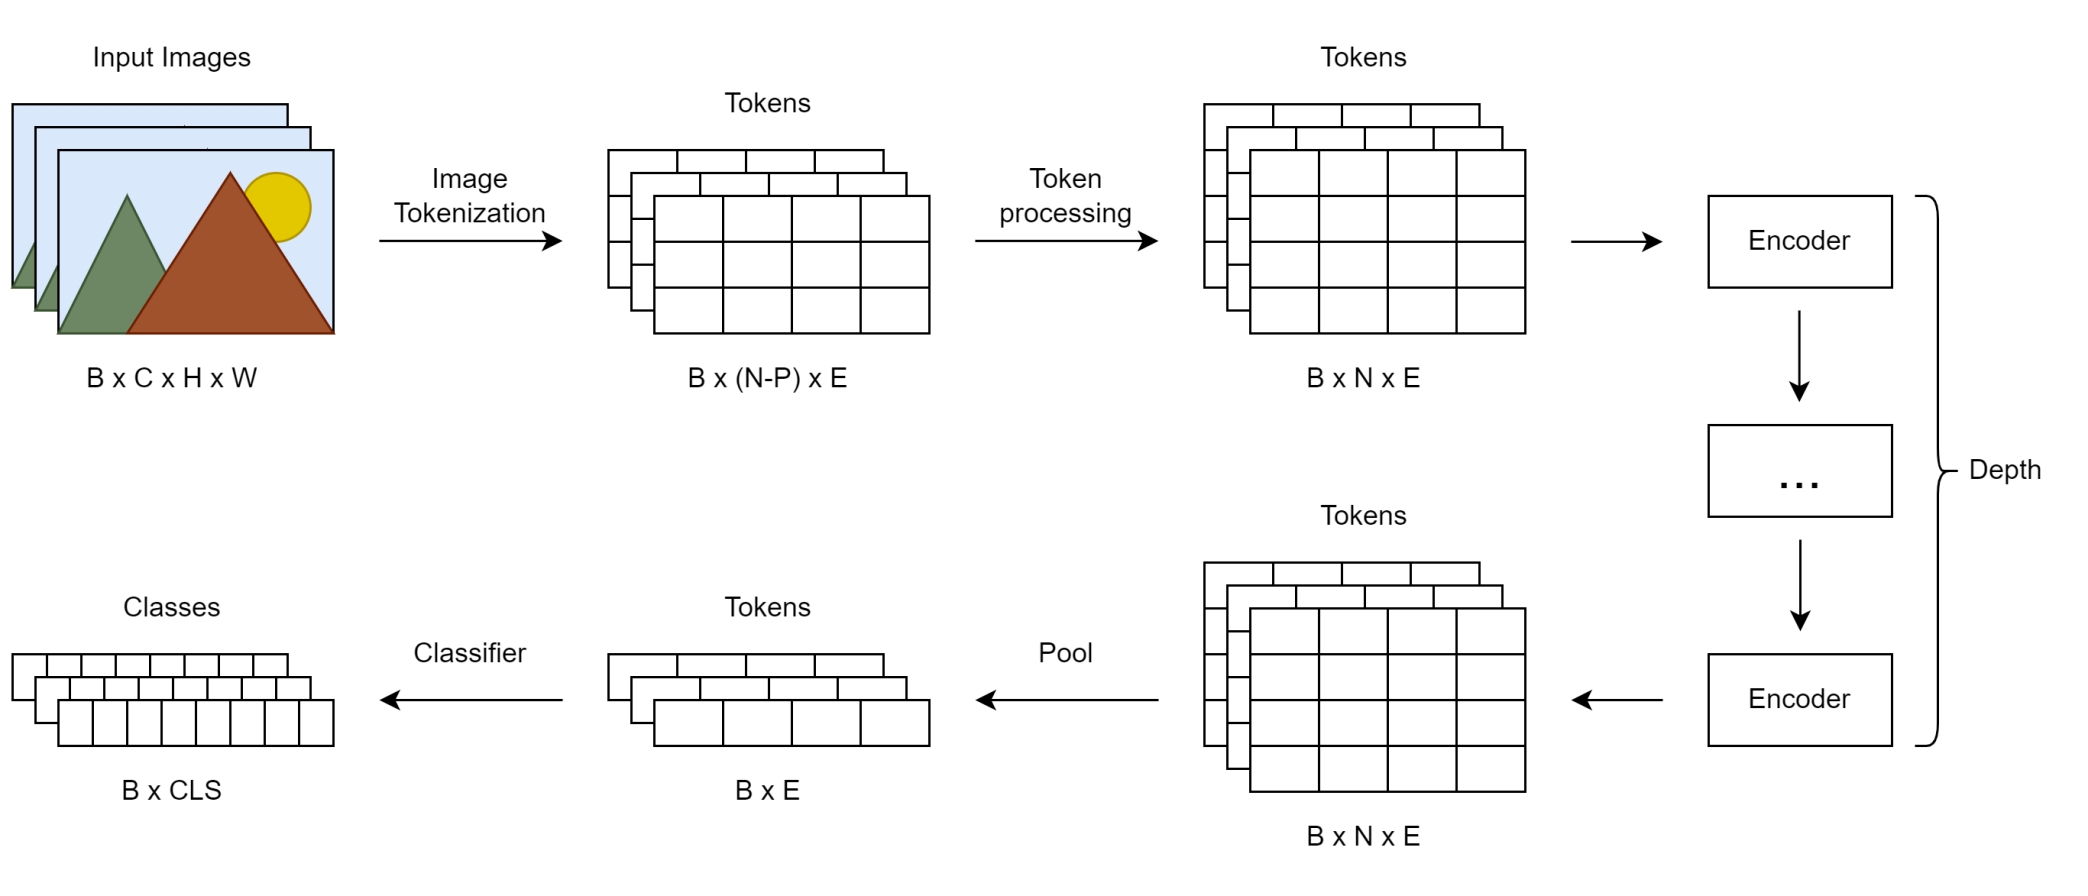 Input Images
B x C x H x W
Image
Tokenization
Tokens
B x (N-P) x E
Token
processing
Tokens
B x N x E
Encoder
...
Encoder
Depth
Tokens
B x N x E
Pool
Tokens
B x E
Classifier
Classes
B x CLS